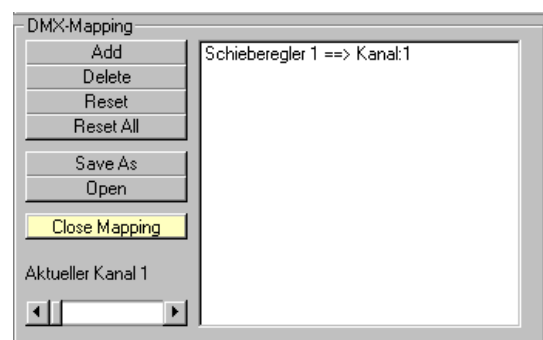 DMX-Mapping
Add
Delete
Reset
Reset All
Save As
Open
Close Mapping
Aktueller Kanal 1
Schieberegler 1 ==> Kanal:1